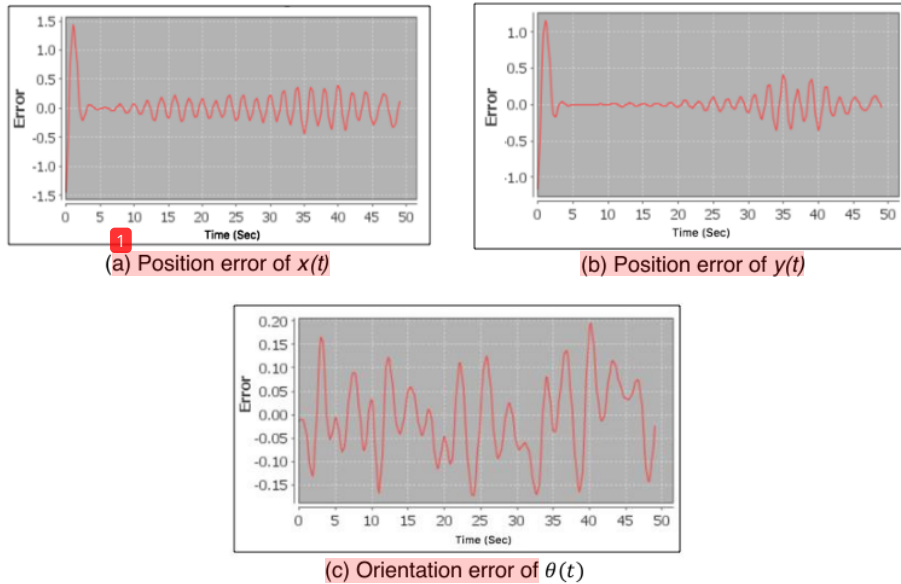 1.5
1.0
0.5
0.0
-0.5
-1.0
-1.5
Error
0 5 10 15 20 25 30 35 40 45 50
Time (Sec)
1
(a) Position error of x(t)
1.0
0.5
0.0
-0.5
-1.0
Error
0 5 10 15 20 25 30 35 40 45 50
Time (Sec)
(b) Position error of y(t)
0.20
0.15
0.10
0.05
0.00
-0.05
-0.10
-0.15
Error
0 5 10 15 20 25 30 35 40 45 50
Time (Sec)
(c) Orientation error of θ(t)